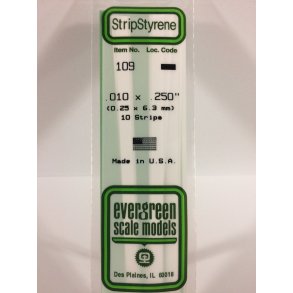 StripStyrene
Item No. Loc. Code
109
.010 x .250"
(0.25 x 6.3 mm)
10 Strips
Made in U.S.A.
evergreen
scale models
Des Plaines, IL 60018